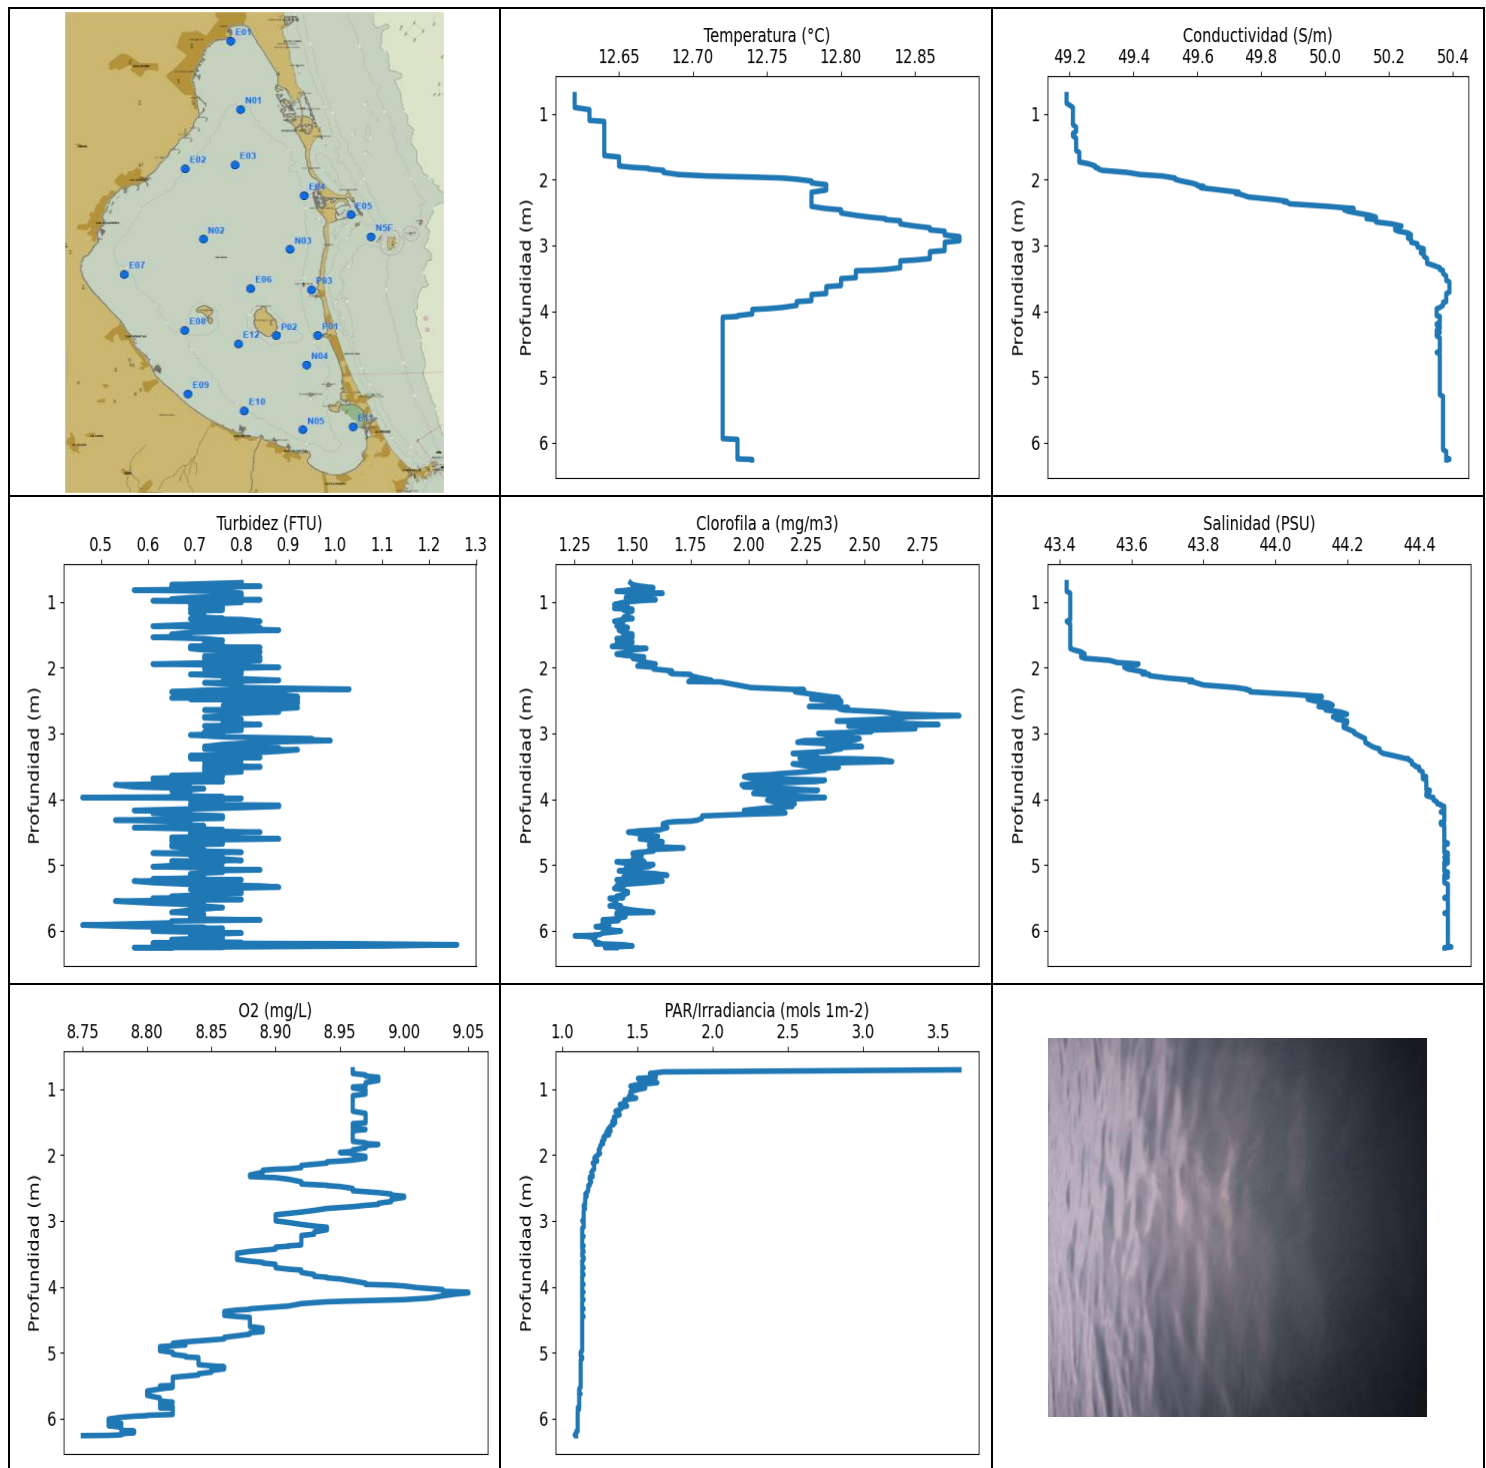 E01
N01
E02
E03
E04
E05
N5F
N02
N03
E07
E06
P03
E08
E12
P02
P01
N04
E09
E10
N05
E11
Temperatura (°C)
12.65 12.70 12.75 12.80 12.85
Profundidad (m)
1
2
3
4
5
6
Conductividad (S/m)
49.2 49.4 49.6 49.8 50.0 50.2 50.4
Profundidad (m)
1
2
3
4
5
6
Turbidez (FTU)
0.5 0.6 0.7 0.8 0.9 1.0 1.1 1.2 1.3
Profundidad (m)
1
2
3
4
5
6
Clorofila a (mg/m3)
1.25 1.50 1.75 2.00 2.25 2.50 2.75
Profundidad (m)
1
2
3
4
5
6
Salinidad (PSU)
43.4 43.6 43.8 44.0 44.2 44.4
Profundidad (m)
1
2
3
4
5
6
O2 (mg/L)
8.75 8.80 8.85 8.90 8.95 9.00 9.05
Profundidad (m)
1
2
3
4
5
6
PAR/Irradiancia (mols 1m-2)
1.0 1.5 2.0 2.5 3.0 3.5
Profundidad (m)
1
2
3
4
5
6